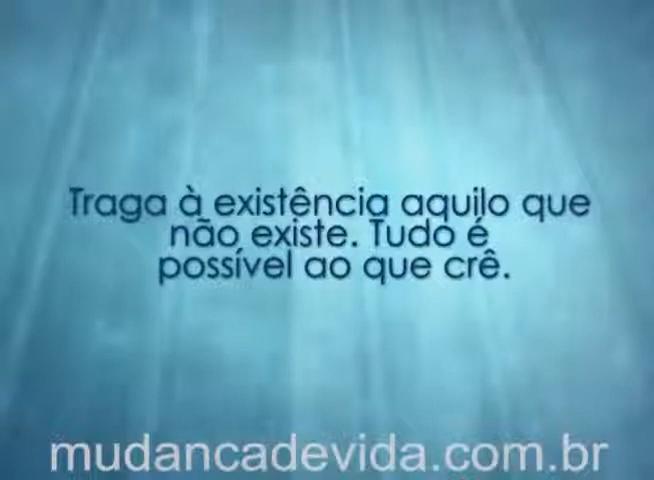 Traga à existência aquilo que
não existe. Tudo é
possível ao que crê.
mudancadevida.com.br